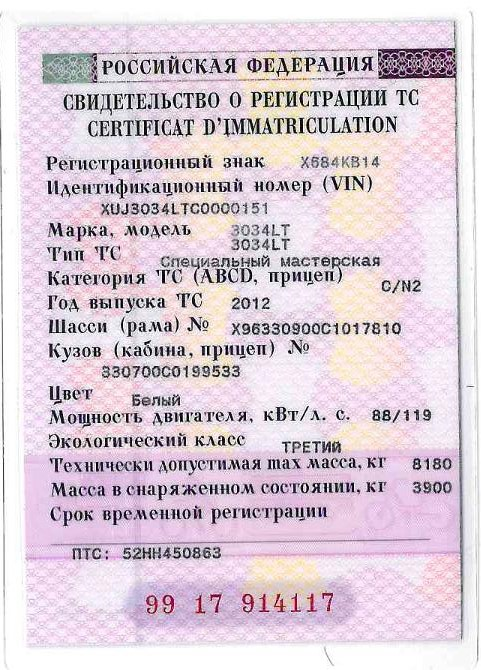 РОССИЙСКАЯ ФЕДЕРАЦИЯ
СВИДЕТЕЛЬСТВО О РЕГИСТРАЦИИ ТС
CERTIFICAT D'IMMATRICULATION
Регистрационный знак Х684КВ14
Идентификационный номер (VIN)
XUJ3034LTC0000151
Марка, модель 3034LT
3034LT
Тип ТС Специальный мастерская
Категория ТС (ABCD, прицеп) C/N2
Год выпуска ТС 2012
Шасси (рама) № X96330900C1017810
Кузов (кабина, прицеп) №
330700C0199533
Цвет Белый
Мощность двигателя, кВт/л. с. 88/119
Экологический класс ТРЕТИЙ
Технически допустимая max масса, кг 8180
Масса в снаряженном состоянии, кг 3900
Срок временной регистрации
ПТС: 52НН450863
99 17 914117